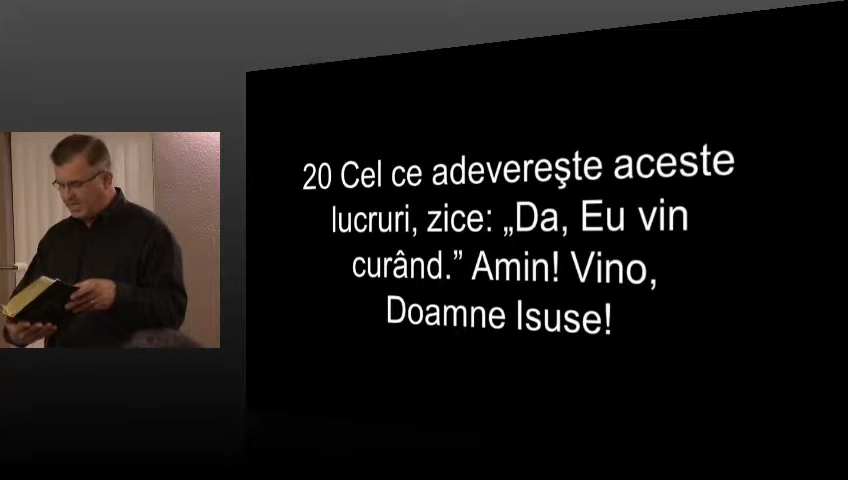 20 Cel ce adevereşte aceste
lucruri, zice: „Da, Eu vin
curând.” Amin! Vino,
Doamne Isuse!